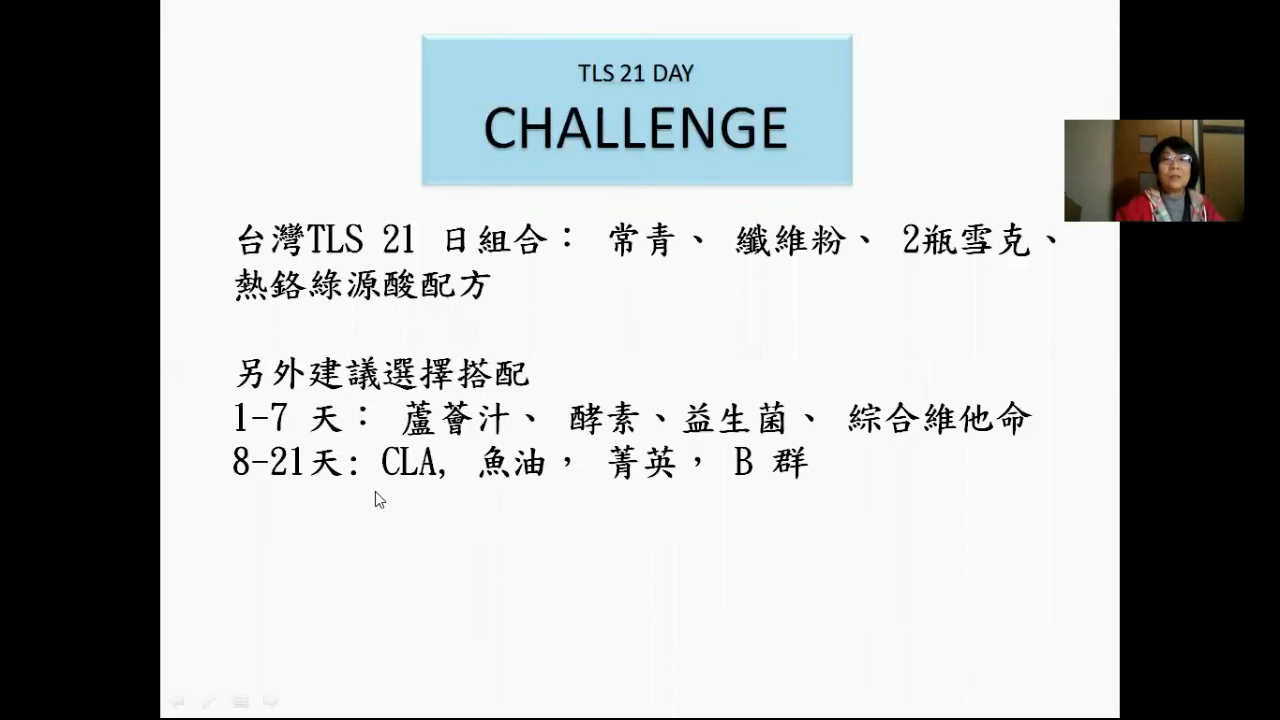 TLS 21 DAY
CHALLENGE
台灣TLS 21 日組合： 常青、 纖維粉、 2瓶雪克、
熱鉻綠源酸配方
另外建議選擇搭配
1-7 天： 蘆薈汁、 酵素、益生菌、 綜合維他命
8-21天: CLA, 魚油， 菁英， B 群